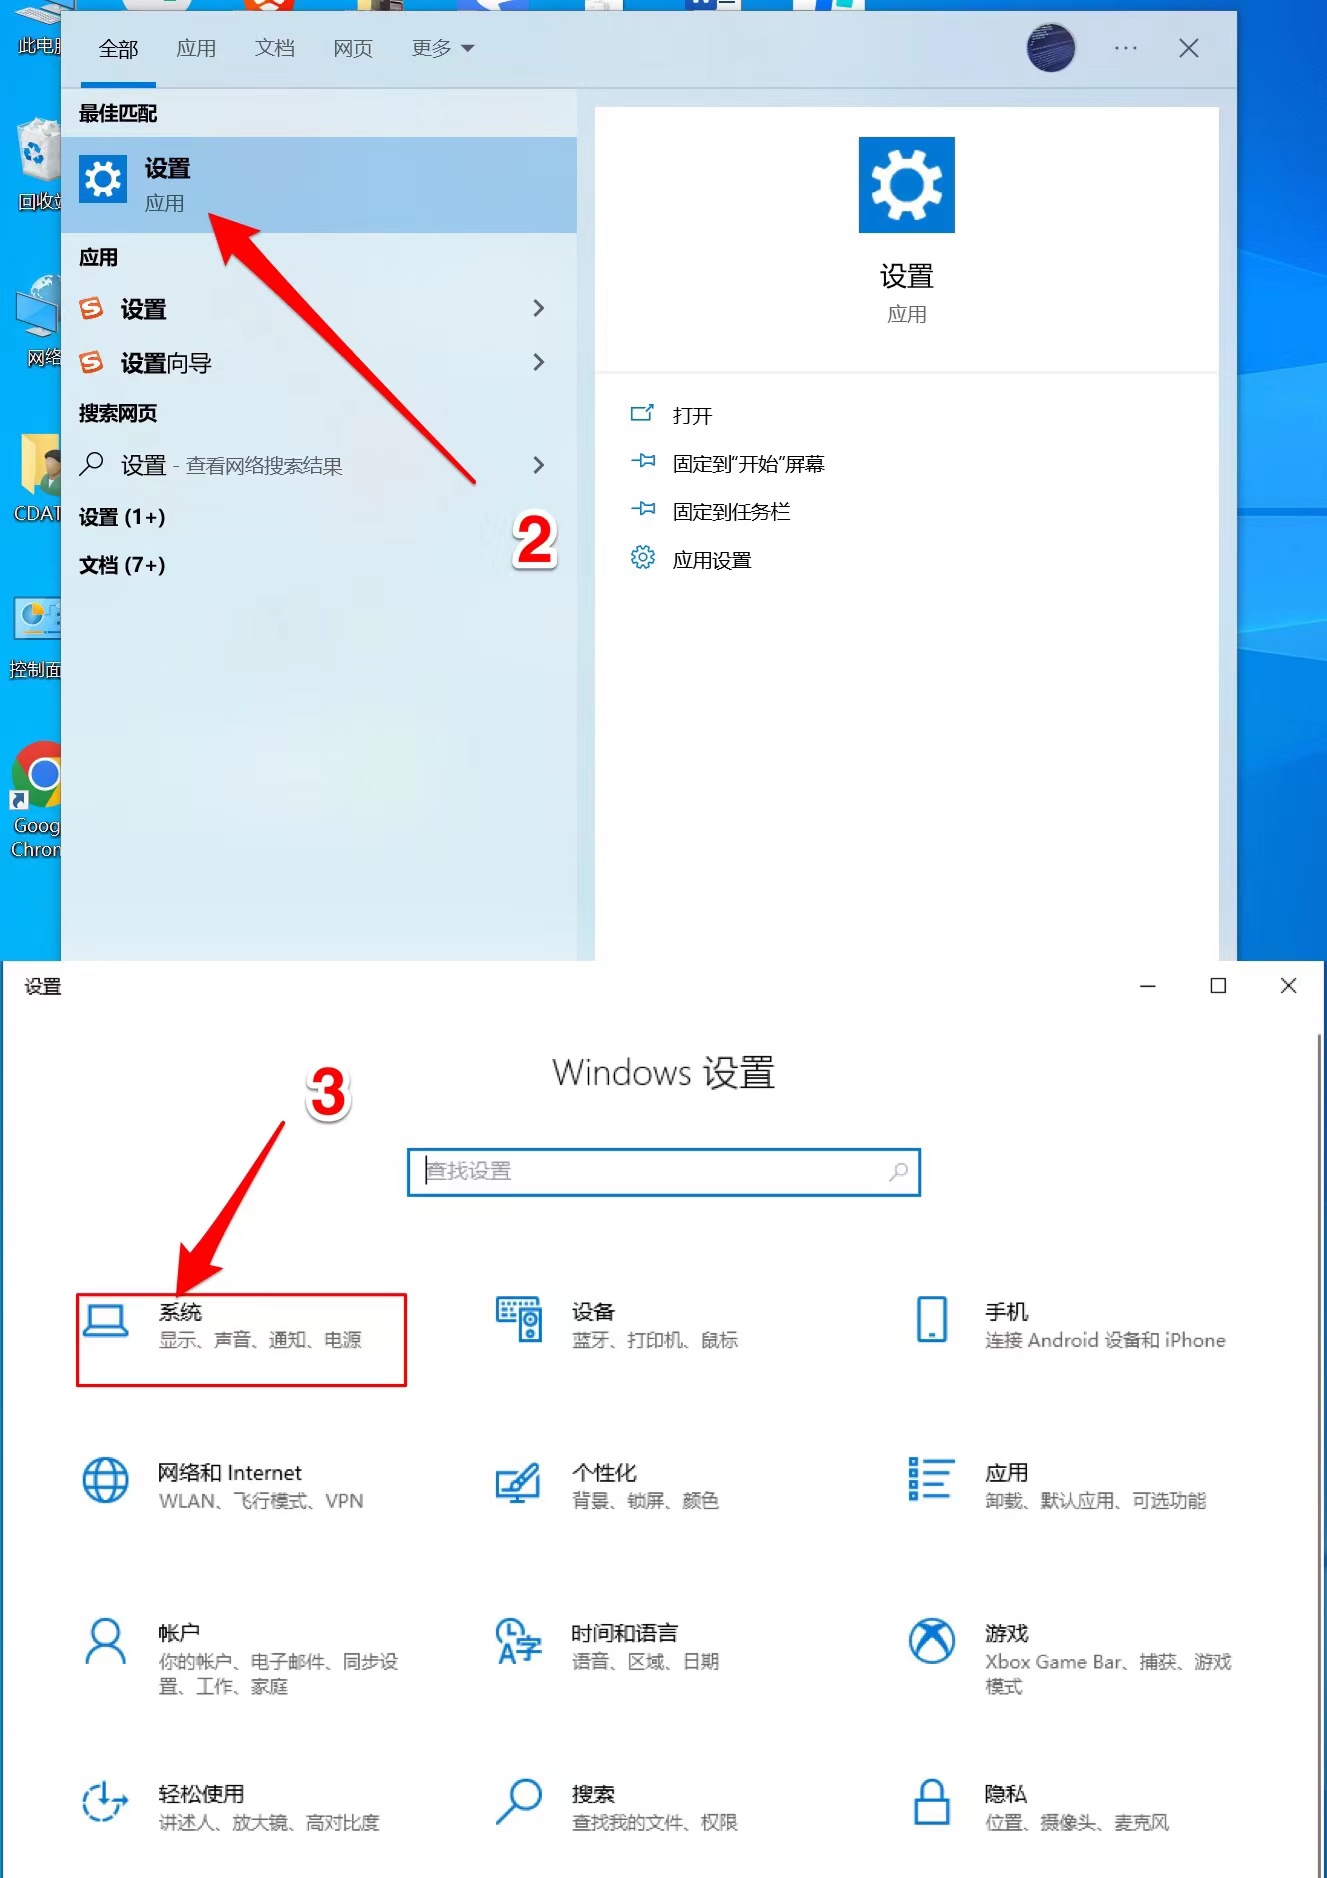 此电脑
全部 应用 文档 网页 更多
最佳匹配
设置
应用
应用
设置
设置向导
搜索网页
设置 - 查看网络搜索结果
设置 (1+)
文档 (7+)
2
设置
应用
打开
固定到“开始”屏幕
固定到任务栏
应用设置
回收站
网络
CDAT
控制面
Goog
Chrom
设置
Windows 设置
3
查找设置
系统
显示、声音、通知、电源
设备
蓝牙、打印机、鼠标
手机
连接 Android 设备和 iPhone
网络和 Internet
WLAN、飞行模式、VPN
个性化
背景、锁屏、颜色
应用
卸载、默认应用、可选功能
帐户
你的帐户、电子邮件、同步设
置、工作、家庭
时间和语言
语音、区域、日期
游戏
Xbox Game Bar、捕获、游戏
模式
轻松使用
讲述人、放大镜、高对比度
搜索
查找我的文件、权限
隐私
位置、摄像头、麦克风